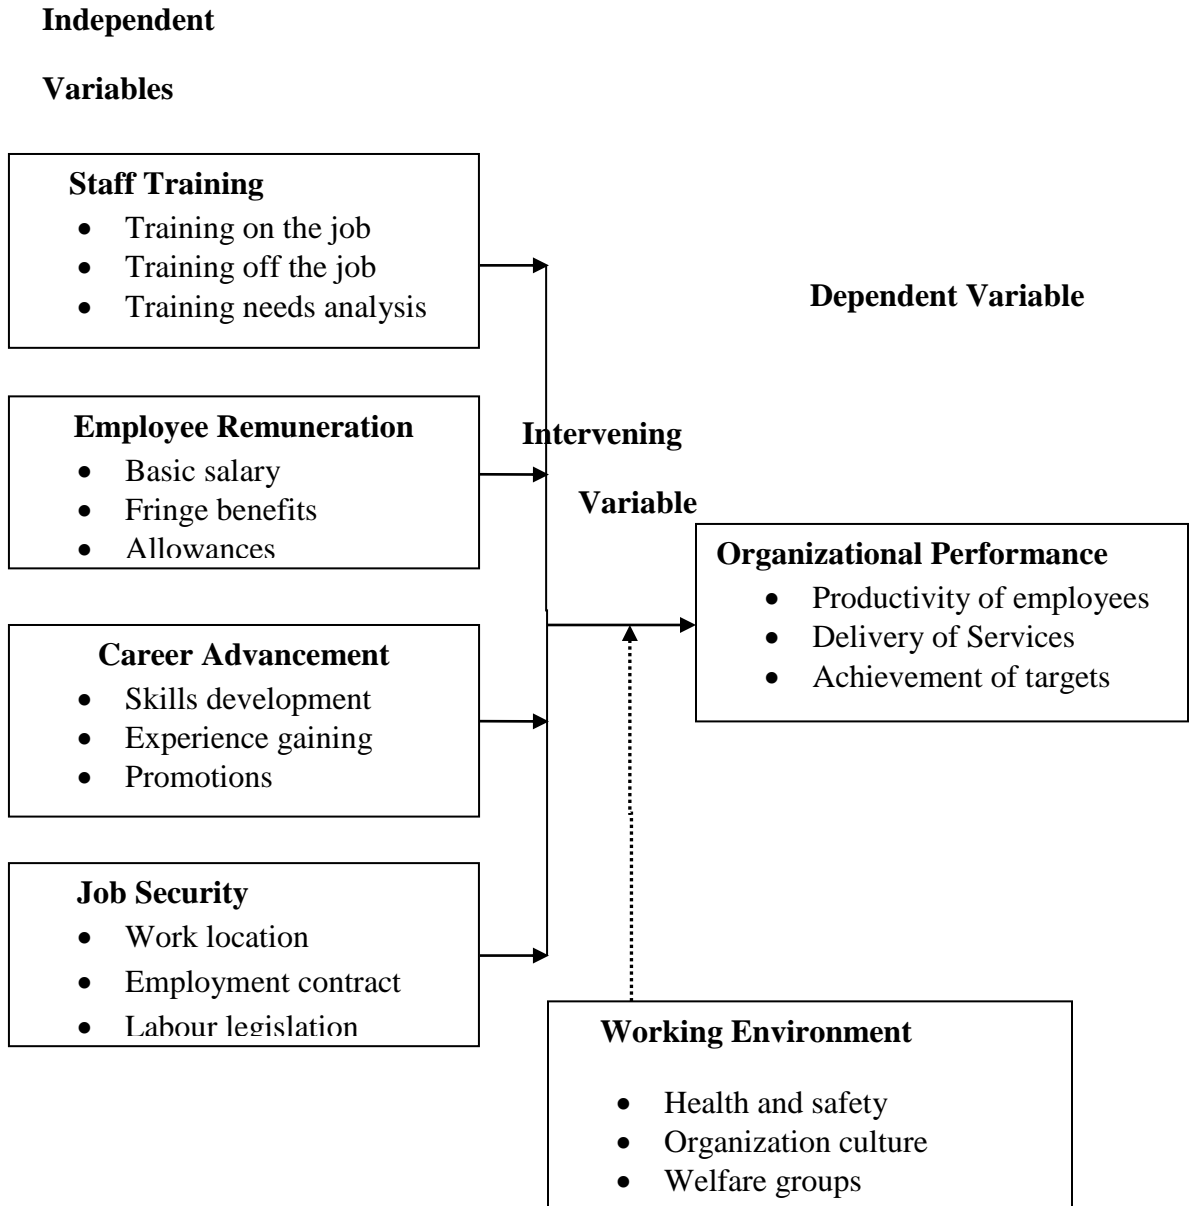 Independent
Variables
Staff Training
• Training on the job
• Training off the job
• Training needs analysis
Dependent Variable
Employee Remuneration
• Basic salary
• Fringe benefits
• Allowances
Intervening
Variable
Organizational Performance
• Productivity of employees
• Delivery of Services
• Achievement of targets
Career Advancement
• Skills development
• Experience gaining
• Promotions
Job Security
• Work location
• Employment contract
• Labour legislation
Working Environment
• Health and safety
• Organization culture
• Welfare groups